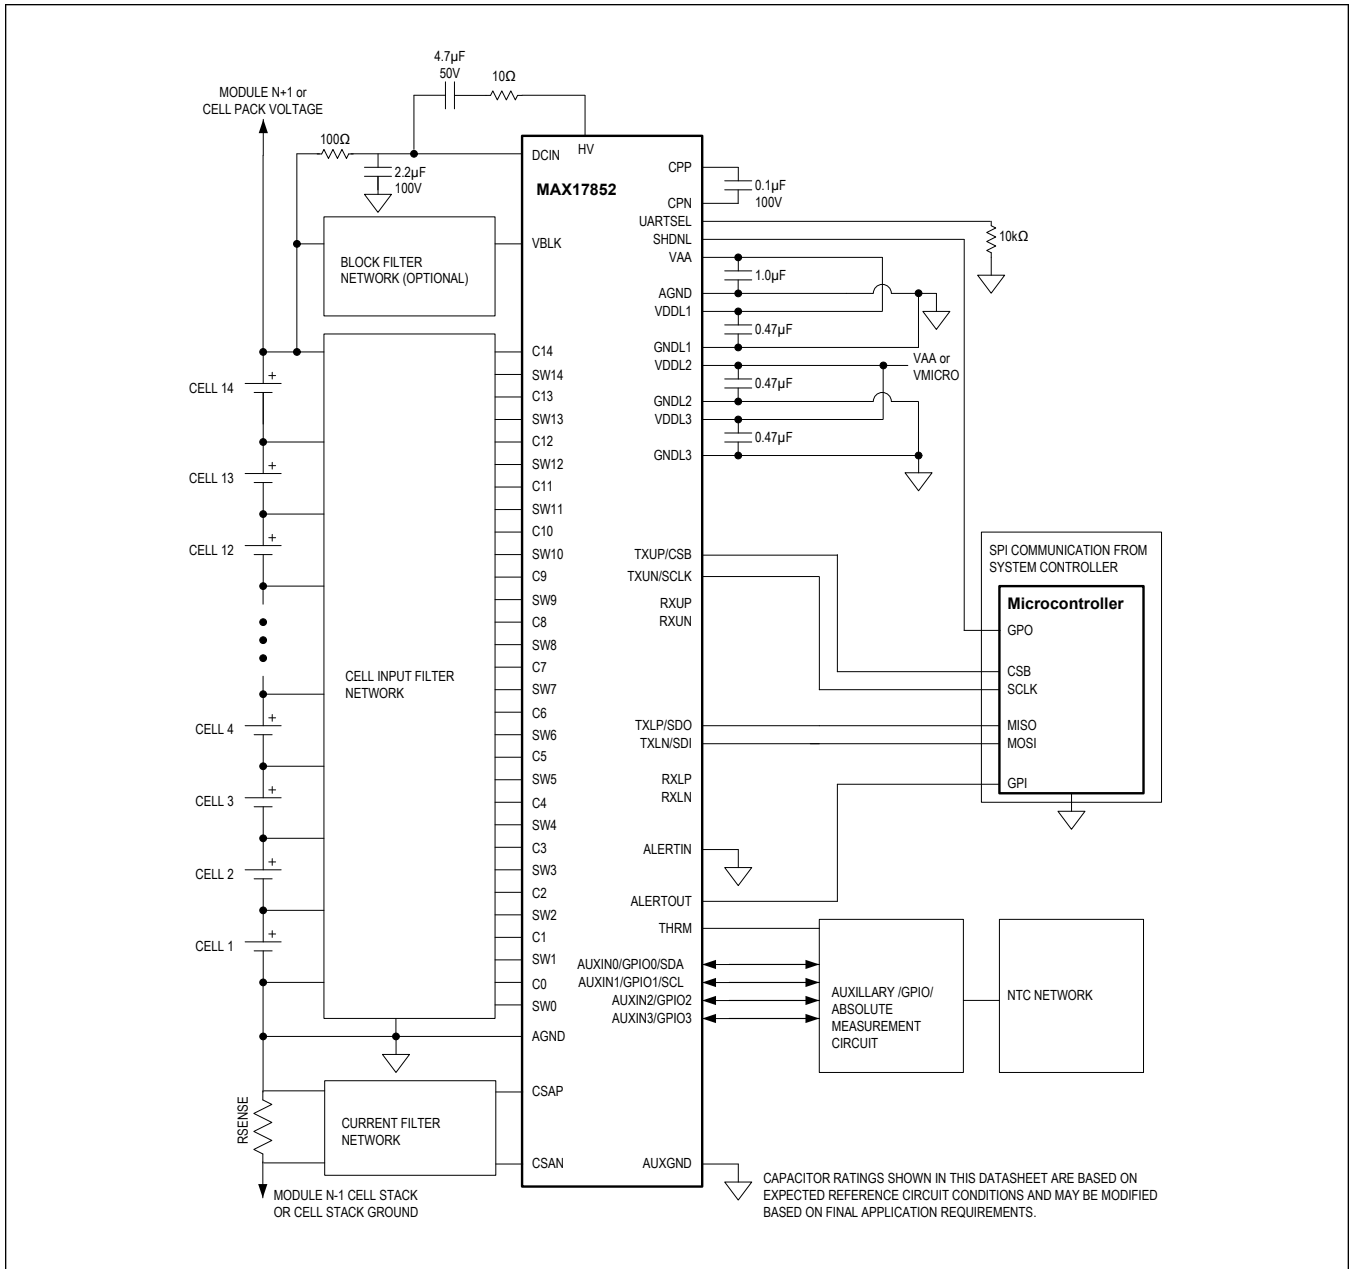 4.7µF
50V
10Ω
MODULE N+1 or
CELL PACK VOLTAGE
100Ω
2.2µF
100V
DCIN
HV
MAX17852
CPP
CPN
0.1µF
100V
UARTSEL
SHDNL
10kΩ
VBLK
BLOCK FILTER
NETWORK (OPTIONAL)
VAA
1.0µF
AGND
VDDL1
0.47µF
GNDL1
VDDL2
VAA or
VMICRO
0.47µF
GNDL2
VDDL3
0.47µF
GNDL3
C14
SW14
C13
SW13
C12
SW12
C11
SW11
C10
SW10
C9
SW9
C8
SW8
C7
SW7
C6
SW6
C5
SW5
C4
SW4
C3
SW3
C2
SW2
C1
SW1
C0
SW0
AGND
CSAP
CSAN
CELL 14
+
CELL 13
+
CELL 12
+
CELL 4
+
CELL 3
+
CELL 2
+
CELL 1
+
CELL INPUT FILTER
NETWORK
RSENSE
CURRENT FILTER
NETWORK
MODULE N-1 CELL STACK
OR CELL STACK GROUND
TXUP/CSB
TXUN/SCLK
RXUP
RXUN
TXLP/SDO
TXLN/SDI
RXLP
RXLN
ALERTIN
ALERTOUT
THRM
AUXIN0/GPIO0/SDA
AUXIN1/GPIO1/SCL
AUXIN2/GPIO2
AUXIN3/GPIO3
AUXGND
SPI COMMUNICATION FROM
SYSTEM CONTROLLER
Microcontroller
GPO
CSB
SCLK
MISO
MOSI
GPI
AUXILLARY /GPIO/
ABSOLUTE
MEASUREMENT
CIRCUIT
NTC NETWORK
CAPACITOR RATINGS SHOWN IN THIS DATASHEET ARE BASED ON
EXPECTED REFERENCE CIRCUIT CONDITIONS AND MAY BE MODIFIED
BASED ON FINAL APPLICATION REQUIREMENTS.